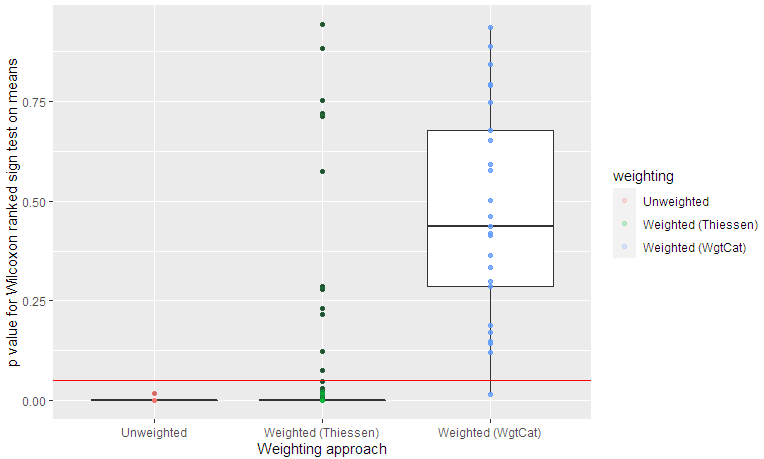 p value for Wilcoxon ranked sign test on means
0.75
0.50
0.25
0.00
Unweighted
Weighted (Thiessen)
Weighted (WgtCat)
Weighting approach
weighting
Unweighted
Weighted (Thiessen)
Weighted (WgtCat)